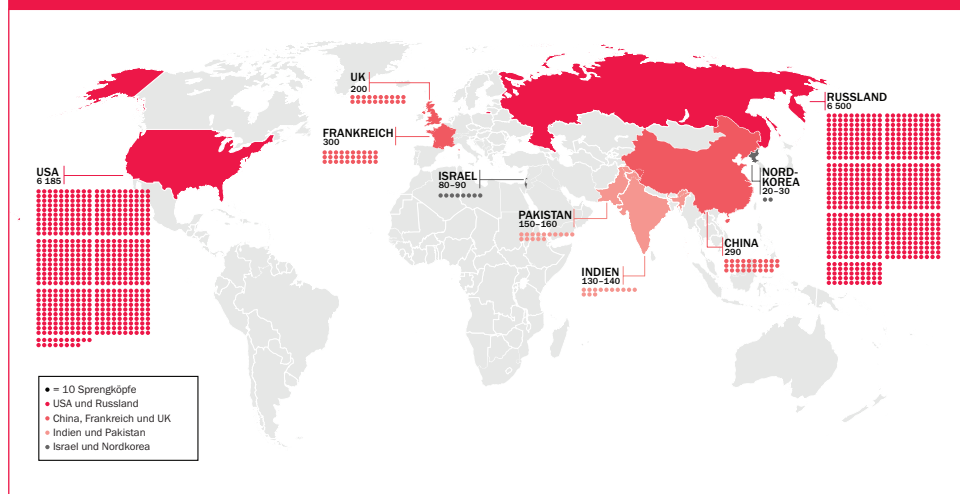 UK
200
FRANKREICH
300
USA
6 185
ISRAEL
80–90
PAKISTAN
150–160
INDIEN
130–140
RUSSLAND
6 500
NORD-
KOREA
20–30
CHINA
290
= 10 Sprengköpfe
USA und Russland
China, Frankreich und UK
Indien und Pakistan
Israel und Nordkorea